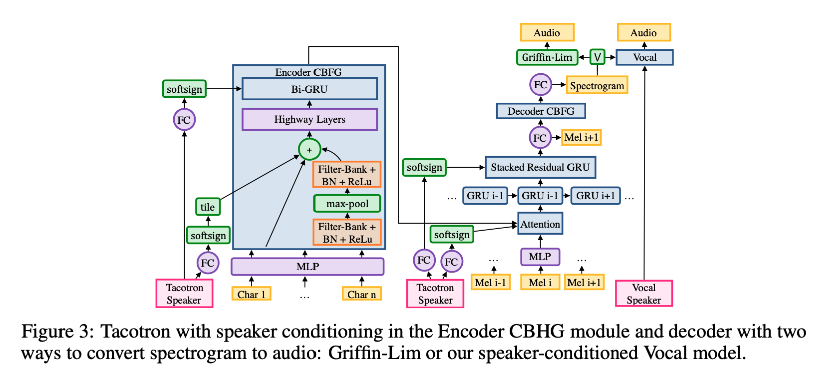 Audio
Audio
Griffin-Lim
V
Vocal
FC
Spectrogram
Decoder CBFG
FC
Mel i+1
Encoder CBFG
softsign
Bi-GRU
FC
Highway Layers
+
Filter-Bank +
BN + ReLu
max-pool
Filter-Bank +
BN + ReLu
tile
softsign
FC
MLP
Tacotron
Speaker
Char 1
...
Char n
softsign
Stacked Residual GRU
...
GRU i-1
GRU i-1
GRU i+1
...
softsign
Attention
FC
FC
MLP
...
...
Tacotron
Speaker
Mel i-1
Mel i
Mel i+1
Vocal
Speaker
Figure 3: Tacotron with speaker conditioning in the Encoder CBHG module and decoder with two
ways to convert spectrogram to audio: Griffin-Lim or our speaker-conditioned Vocal model.